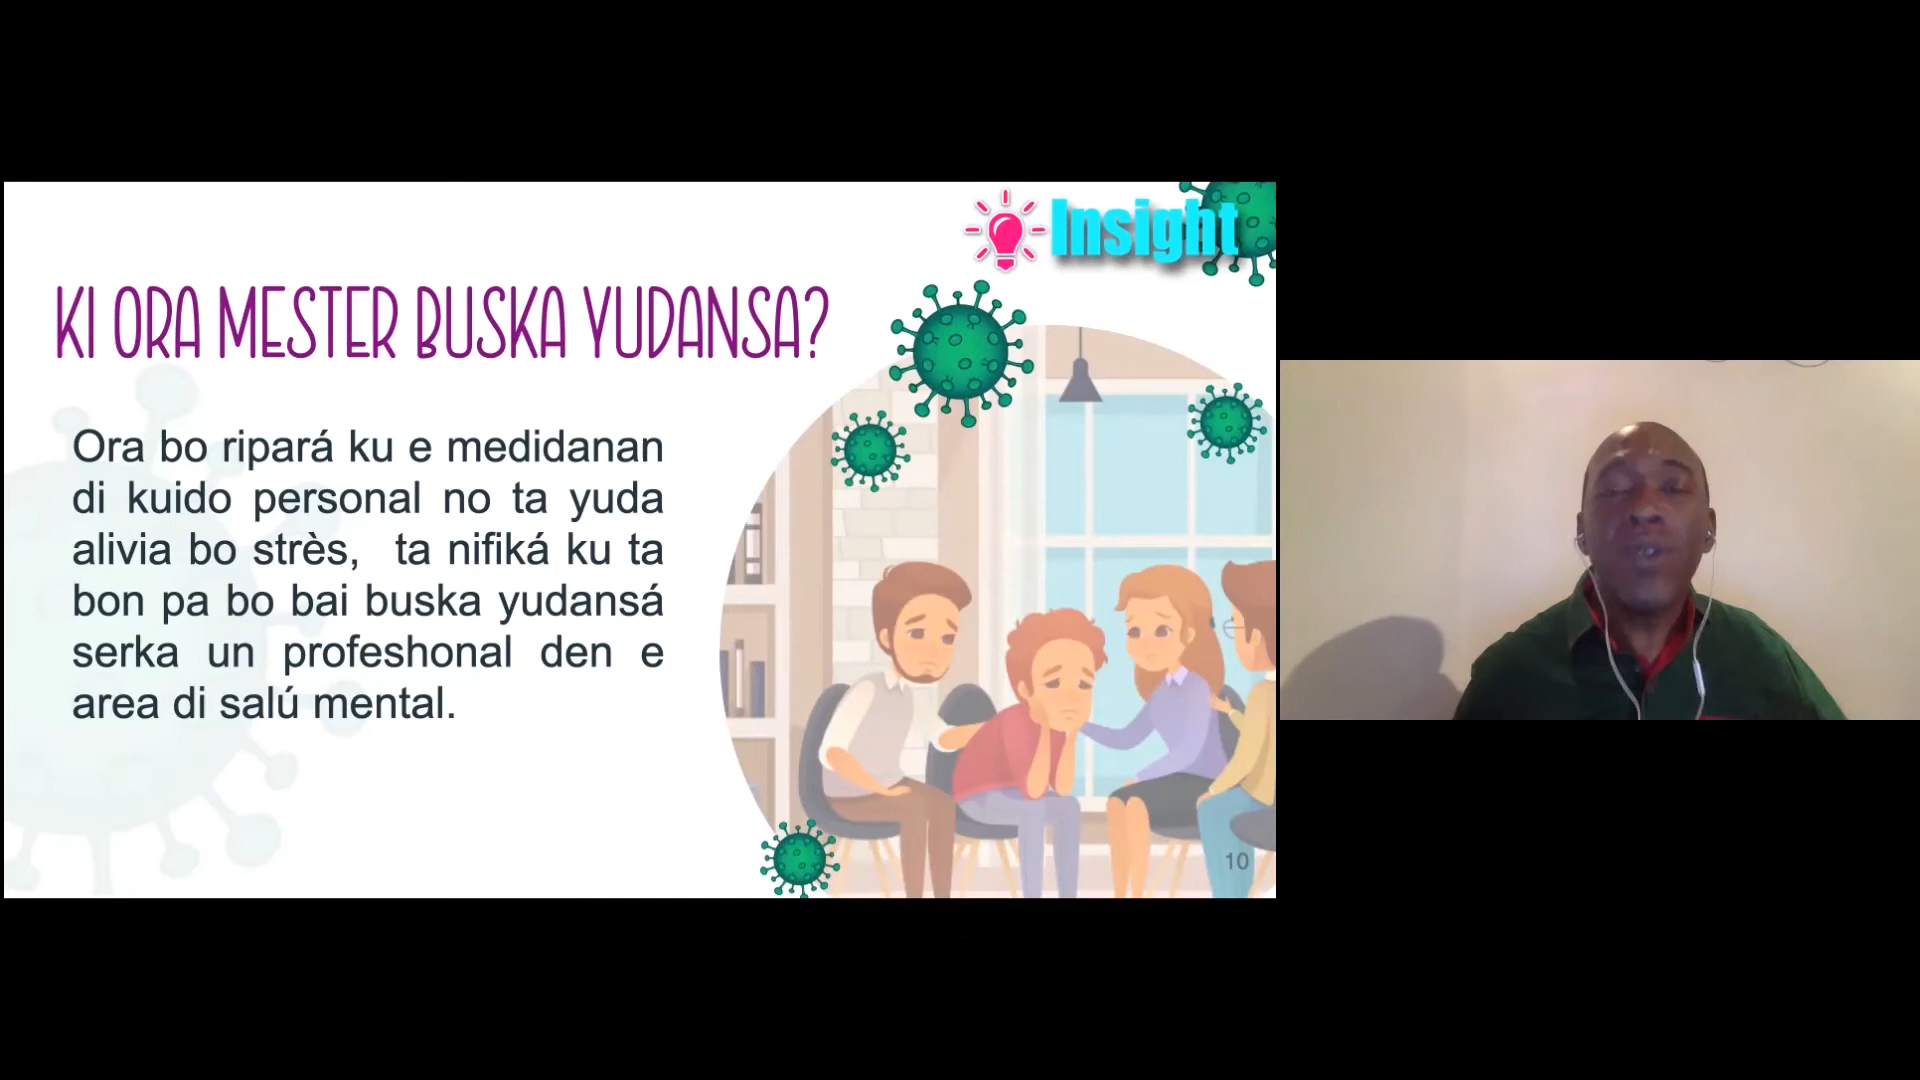 Insight
KI ORA MESTER BUSKA YUDANSA?
Ora bo ripará ku e medidanan
di kuido personal no ta yuda
alivia bo strès, ta nifiká ku ta
bon pa bo bai buska yudansá
serka un profeshonal den e
area di salú mental.
10